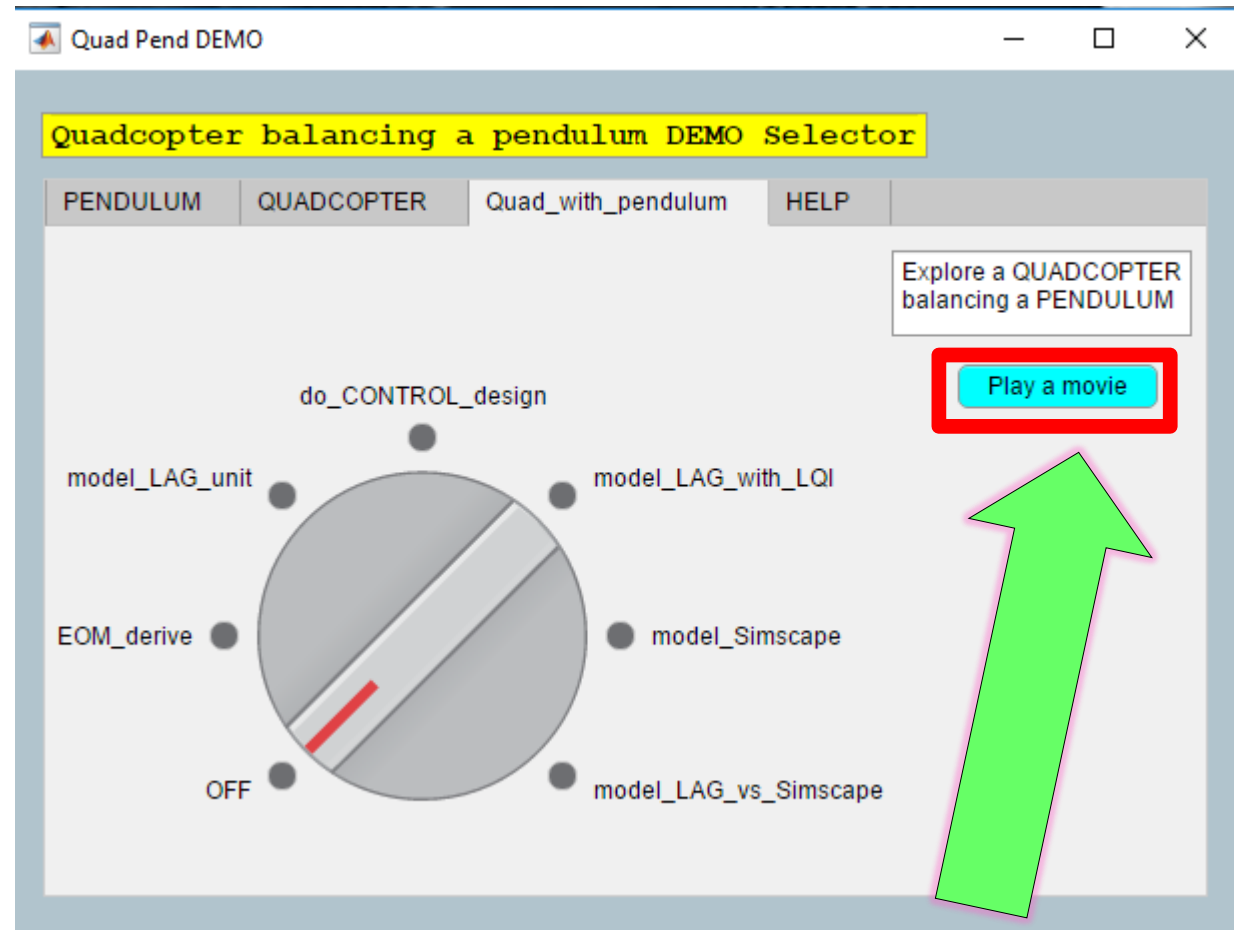 Quad Pend DEMO
Quadcopter balancing a pendulum DEMO Selector
PENDULUM QUADCOPTER Quad_with_pendulum HELP
Explore a QUADCOPTER
balancing a PENDULUM
Play a movie
do_CONTROL_design
model_LAG_unit
model_LAG_with_LQI
EOM_derive
model_Simscape
OFF
model_LAG_vs_Simscape